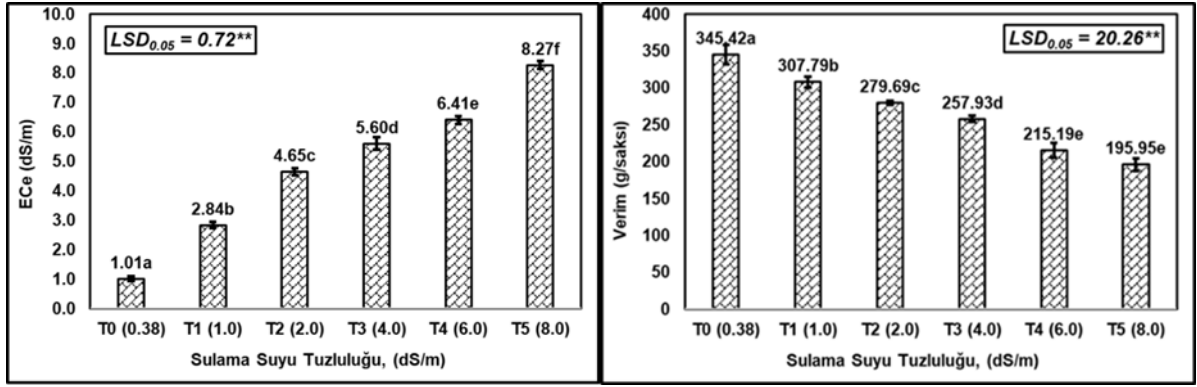 10.0
9.0
8.0
7.0
6.0
5.0
4.0
3.0
2.0
1.0
0.0
ECe (dS/m)
LSD0.05 = 0.72**
1.01a
2.84b
4.65c
5.60d
6.41e
8.27f
T0 (0.38) T1 (1.0) T2 (2.0) T3 (4.0) T4 (6.0) T5 (8.0)
Sulama Suyu Tuzluluğu, (dS/m)
400
350
300
250
200
150
100
50
0
Verim (g/saksı)
LSD0.05 = 20.26**
345.42a
307.79b
279.69c
257.93d
215.19e
195.95e
T0 (0.38) T1 (1.0) T2 (2.0) T3 (4.0) T4 (6.0) T5 (8.0)
Sulama Suyu Tuzluluğu, (dS/m)